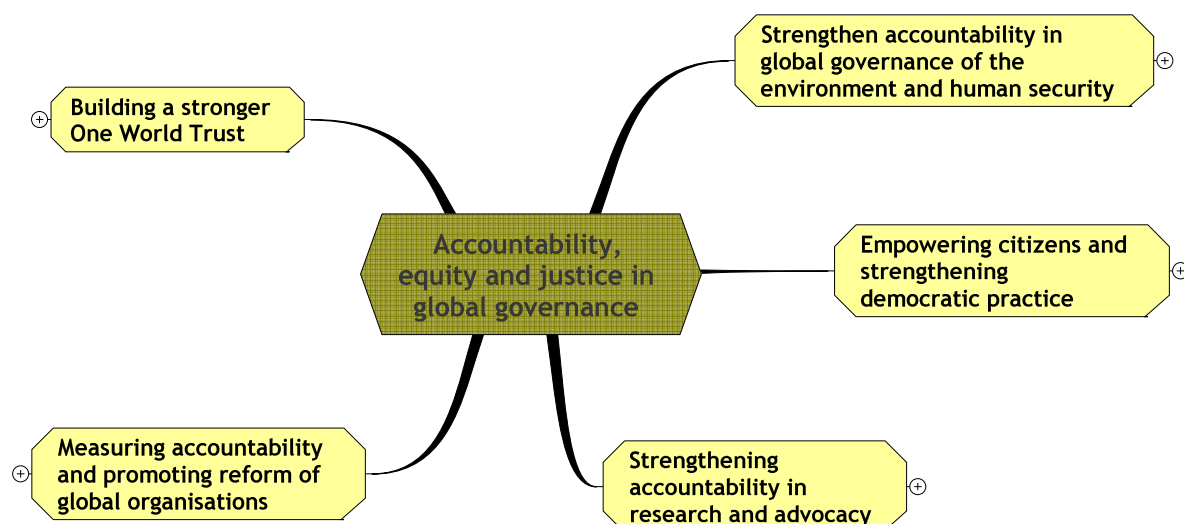 Strengthen accountability in
global governance of the
environment and human security
Building a stronger
One World Trust
Accountability,
equity and justice in
global governance
Empowering citizens and
strengthening
democratic practice
Measuring accountability
and promoting reform of
global organisations
Strengthening
accountability in
research and advocacy